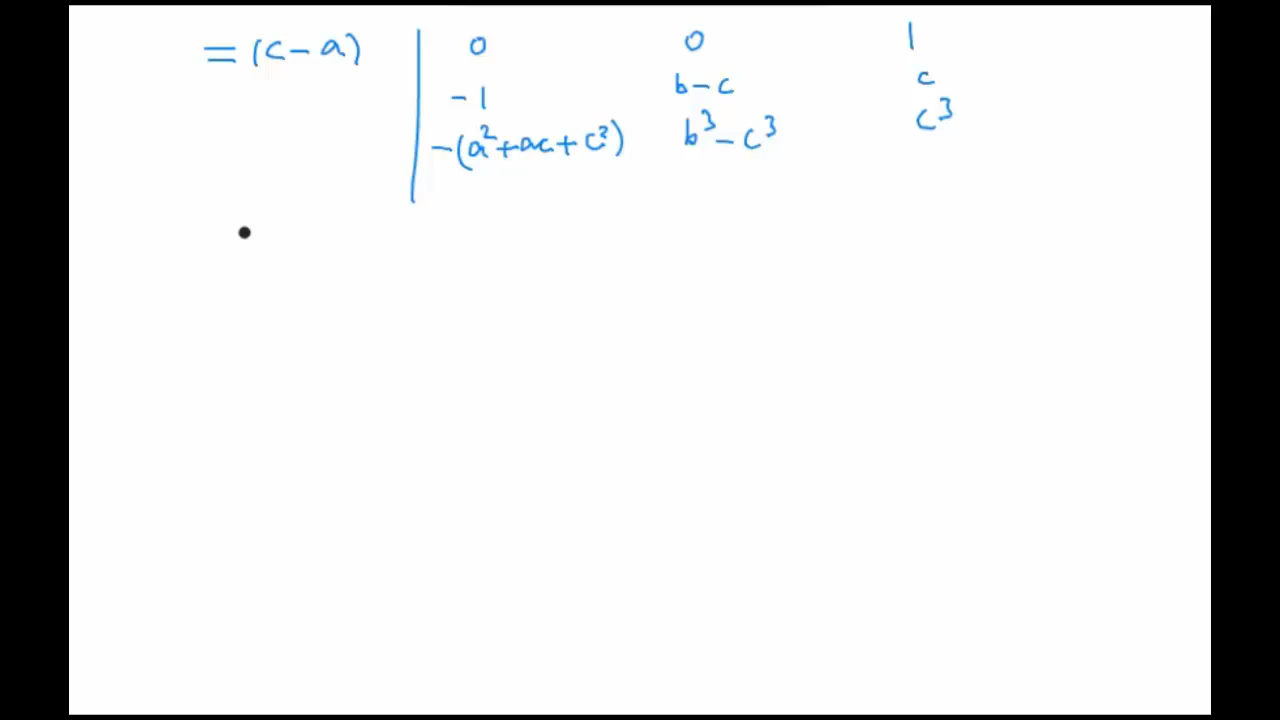 = (c-a) | 0 0 1
-1 b-c c
-(a²+ac+c²) b³-c³ c³